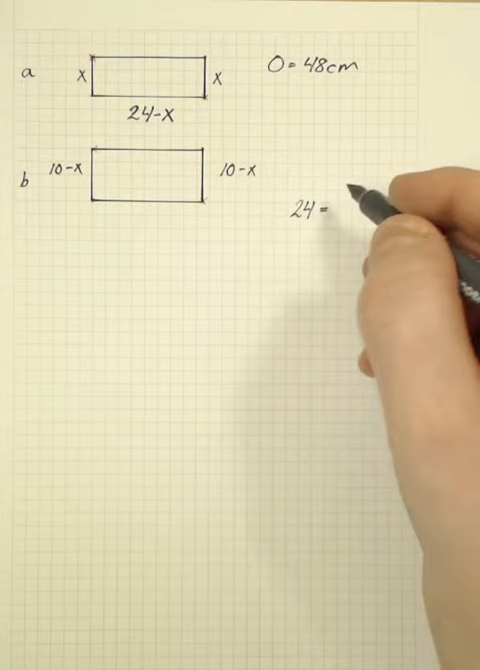 a x x O = 48cm
24-x
b 10-x 10-x
24 =